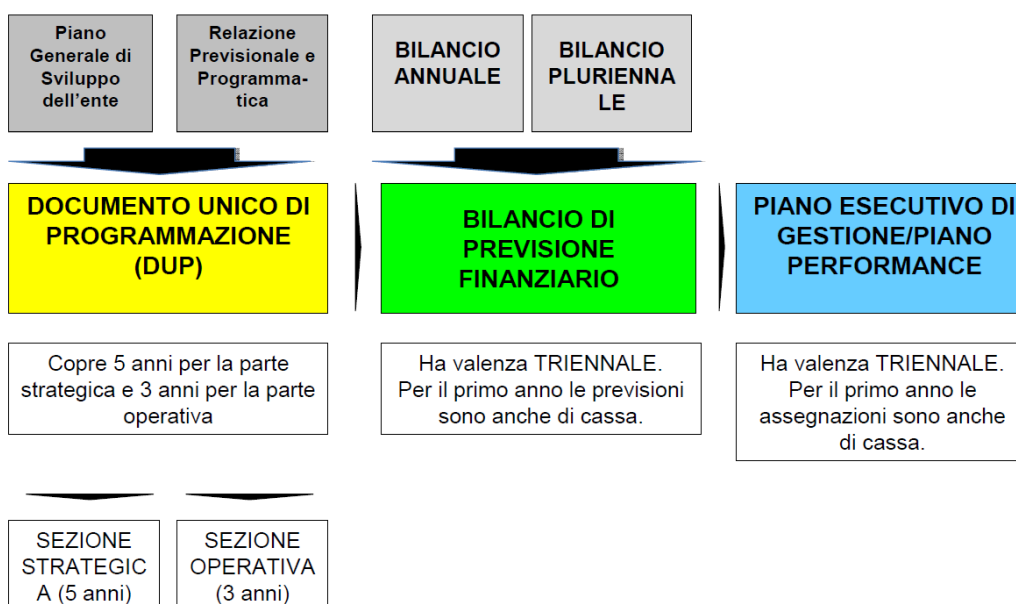 Piano
Generale di
Sviluppo
dell'ente
Relazione
Previsionale e
Programma-
tica
BILANCIO
ANNUALE
BILANCIO
PLURIENNA
LE
DOCUMENTO UNICO DI
PROGRAMMAZIONE
(DUP)
BILANCIO DI
PREVISIONE
FINANZIARIO
PIANO ESECUTIVO DI
GESTIONE/PIANO
PERFORMANCE
Copre 5 anni per la parte
strategica e 3 anni per la parte
operativa
Ha valenza TRIENNALE.
Per il primo anno le previsioni
sono anche di cassa.
Ha valenza TRIENNALE.
Per il primo anno le
assegnazioni sono anche
di cassa.
SEZIONE
STRATEGIC
A (5 anni)
SEZIONE
OPERATIVA
(3 anni)